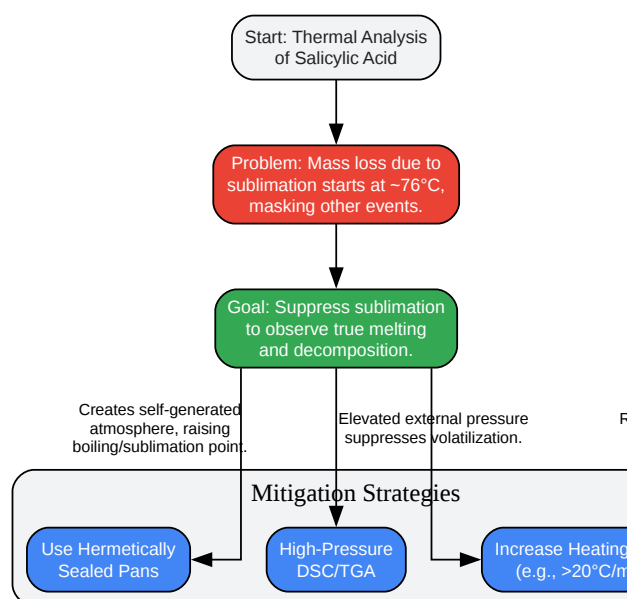 Start: Thermal Analysis
of Salicylic Acid
Problem: Mass loss due to
sublimation starts at ~76°C,
masking other events.
Goal: Suppress sublimation
to observe true melting
and decomposition.
Creates self-generated
atmosphere, raising
boiling/sublimation point.
Elevated external pressure
suppresses volatilization.
Mitigation Strategies
Use Hermetically
Sealed Pans
High-Pressure
DSC/TGA
Increase Heating
(e.g., >20°C/m